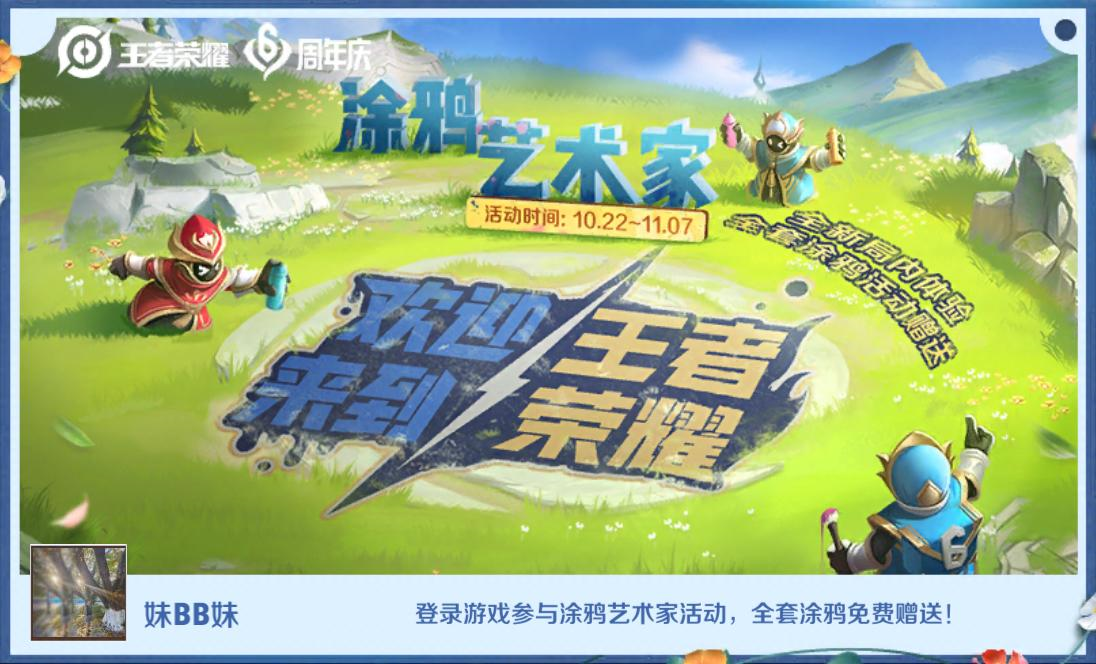 王者荣耀 6周年庆
涂鸦
艺术家
活动时间: 10.22~11.07
全新局内体验
全套涂鸦活动赠送
欢迎
来到
王者
荣耀
6
妹BB妹
登录游戏参与涂鸦艺术家活动，全套涂鸦免费赠送！